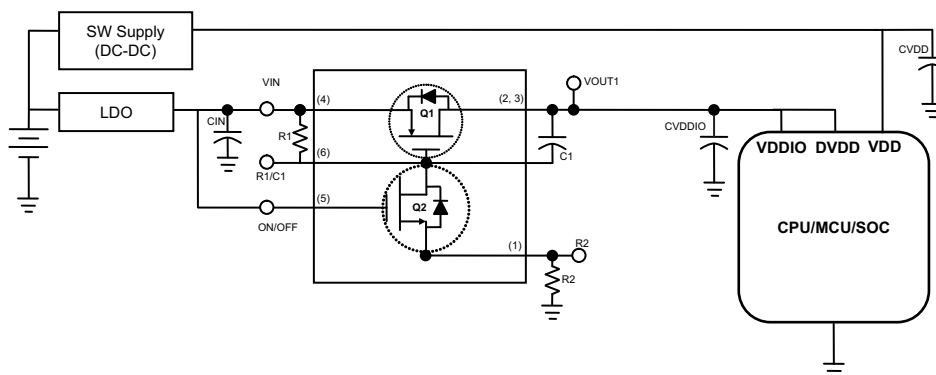 SW Supply
(DC-DC)
CVDD
VIN
VOUT1
LDO
(4)
(2, 3)
CIN
R1
Q1
CVDDIO
C1
VDDIO DVDD VDD
(6)
R1/C1
(5)
Q2
CPU/MCU/SOC
ON/OFF
(1)
R2
R2